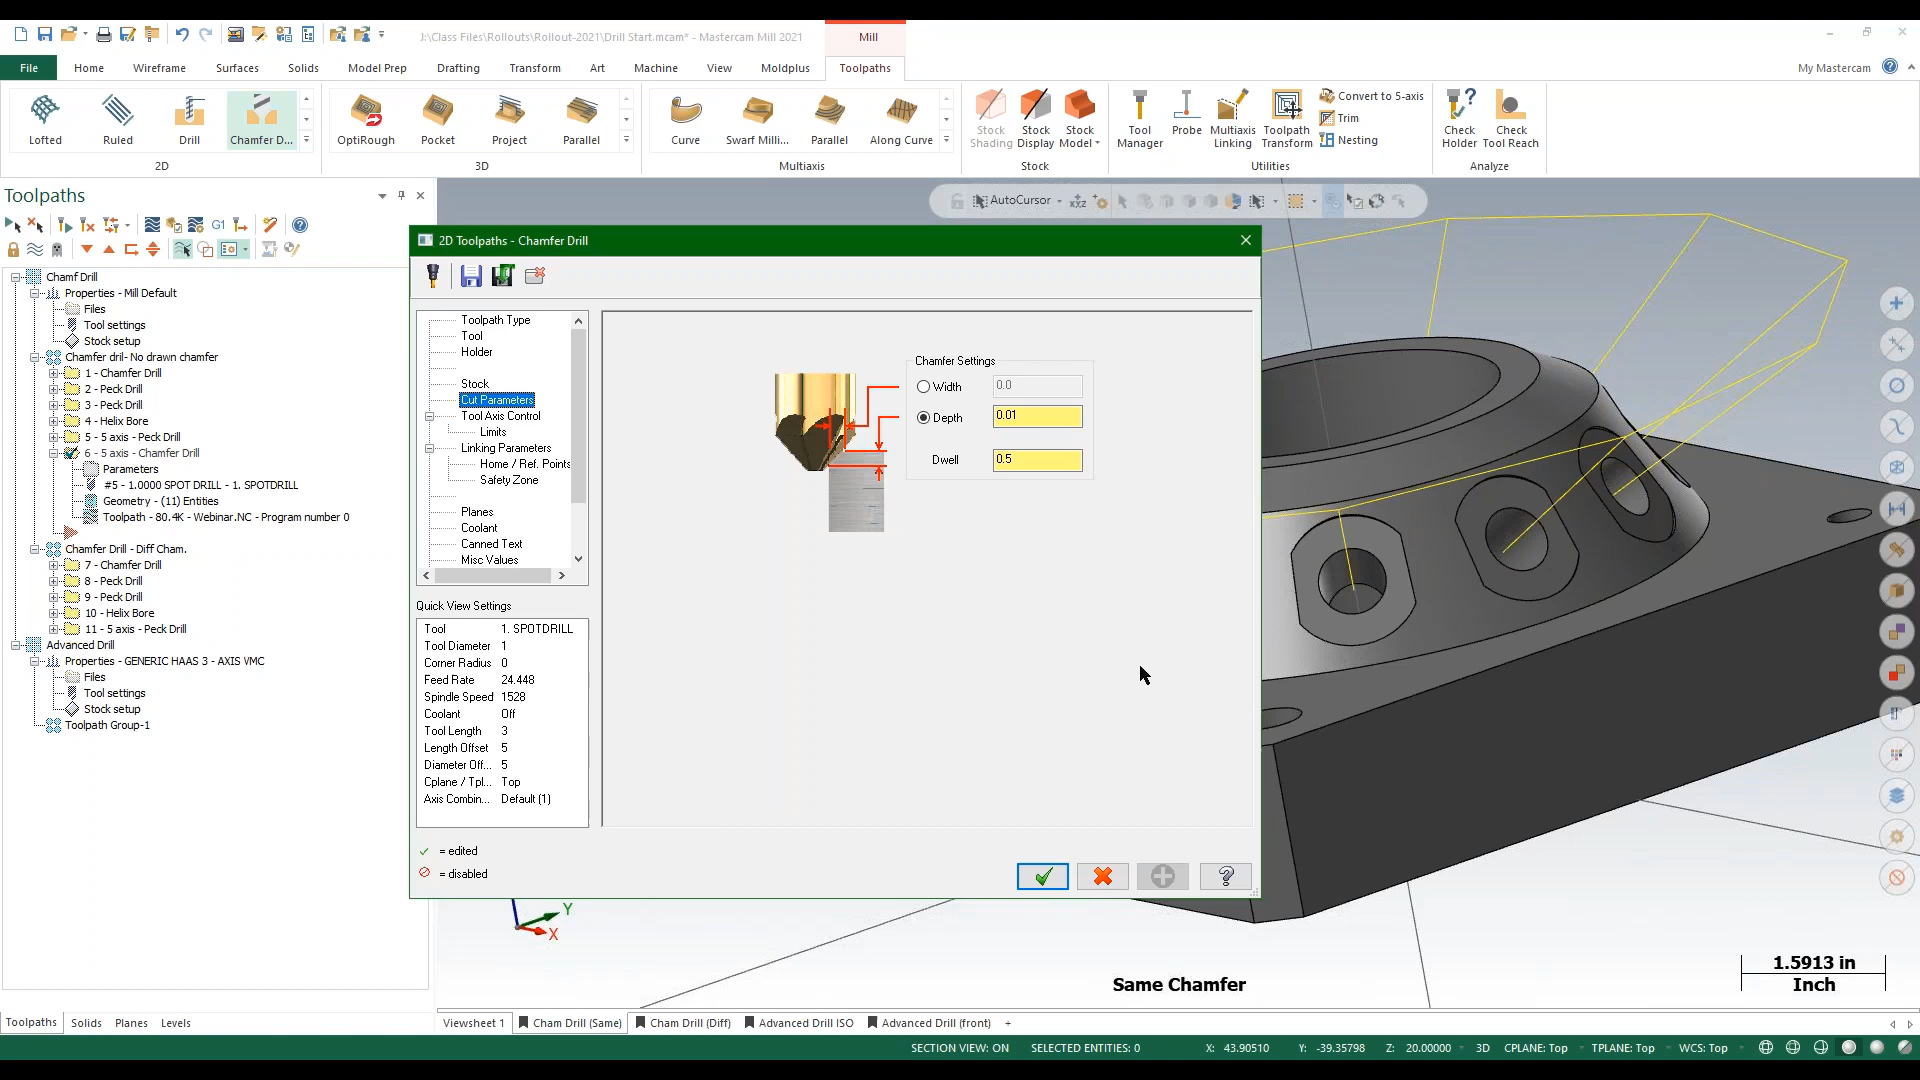 J:\Class Files\Rollouts\Rollout-2021\Drill Start.mcam* - Mastercam Mill 2021
Mill
File
Home
Wireframe
Surfaces
Solids
Model Prep
Drafting
Transform
Art
Machine
View
Moldplus
Toolpaths
My Mastercam
Lofted
Ruled
Drill
Chamfer D...
OptiRough
Pocket
Project
Parallel
Curve
Swarf Milli...
Parallel
Along Curve
Stock Shading
Stock Display
Stock Model
Tool Manager
Probe
Multiaxis Linking
Toolpath Transform
Convert to 5-axis
Trim
Nesting
Check Holder
Check Tool Reach
2D
3D
Multiaxis
Stock
Utilities
Analyze
Toolpaths
G1
AutoCursor
Chamf Drill
Properties - Mill Default
Files
Tool settings
Stock setup
Chamfer dril- No drawn chamfer
1 - Chamfer Drill
2 - Peck Drill
3 - Peck Drill
4 - Helix Bore
5 - 5 axis - Peck Drill
6 - 5 axis - Chamfer Drill
Parameters
#5 - 1.0000 SPOT DRILL - 1. SPOTDRILL
Geometry - (11) Entities
Toolpath - 80.4K - Webinar.NC - Program number 0
Chamfer Drill - Diff Cham.
7 - Chamfer Drill
8 - Peck Drill
9 - Peck Drill
10 - Helix Bore
11 - 5 axis - Peck Drill
Advanced Drill
Properties - GENERIC HAAS 3 - AXIS VMC
Files
Tool settings
Stock setup
Toolpath Group-1
2D Toolpaths - Chamfer Drill
Toolpath Type
Tool
Holder
Stock
Cut Parameters
Tool Axis Control
Limits
Linking Parameters
Home / Ref. Points
Safety Zone
Planes
Coolant
Canned Text
Misc Values
Chamfer Settings
Width 0.0
Depth 0.01
Dwell 0.5
Quick View Settings
Tool 1. SPOTDRILL
Tool Diameter 1
Corner Radius 0
Feed Rate 24.448
Spindle Speed 1528
Coolant Off
Tool Length 3
Length Offset 5
Diameter Off... 5
Cplane / Tpl... Top
Axis Combin... Default (1)
= edited
= disabled
Y
X
Same Chamfer
1.5913 in
Inch
Toolpaths
Solids
Planes
Levels
Viewsheet 1
Cham Drill (Same)
Cham Drill (Diff)
Advanced Drill ISO
Advanced Drill (front)
+
SECTION VIEW: ON
SELECTED ENTITIES: 0
X: 43.90510
Y: -39.35798
Z: 20.00000
3D
CPLANE: Top
TPLANE: Top
WCS: Top